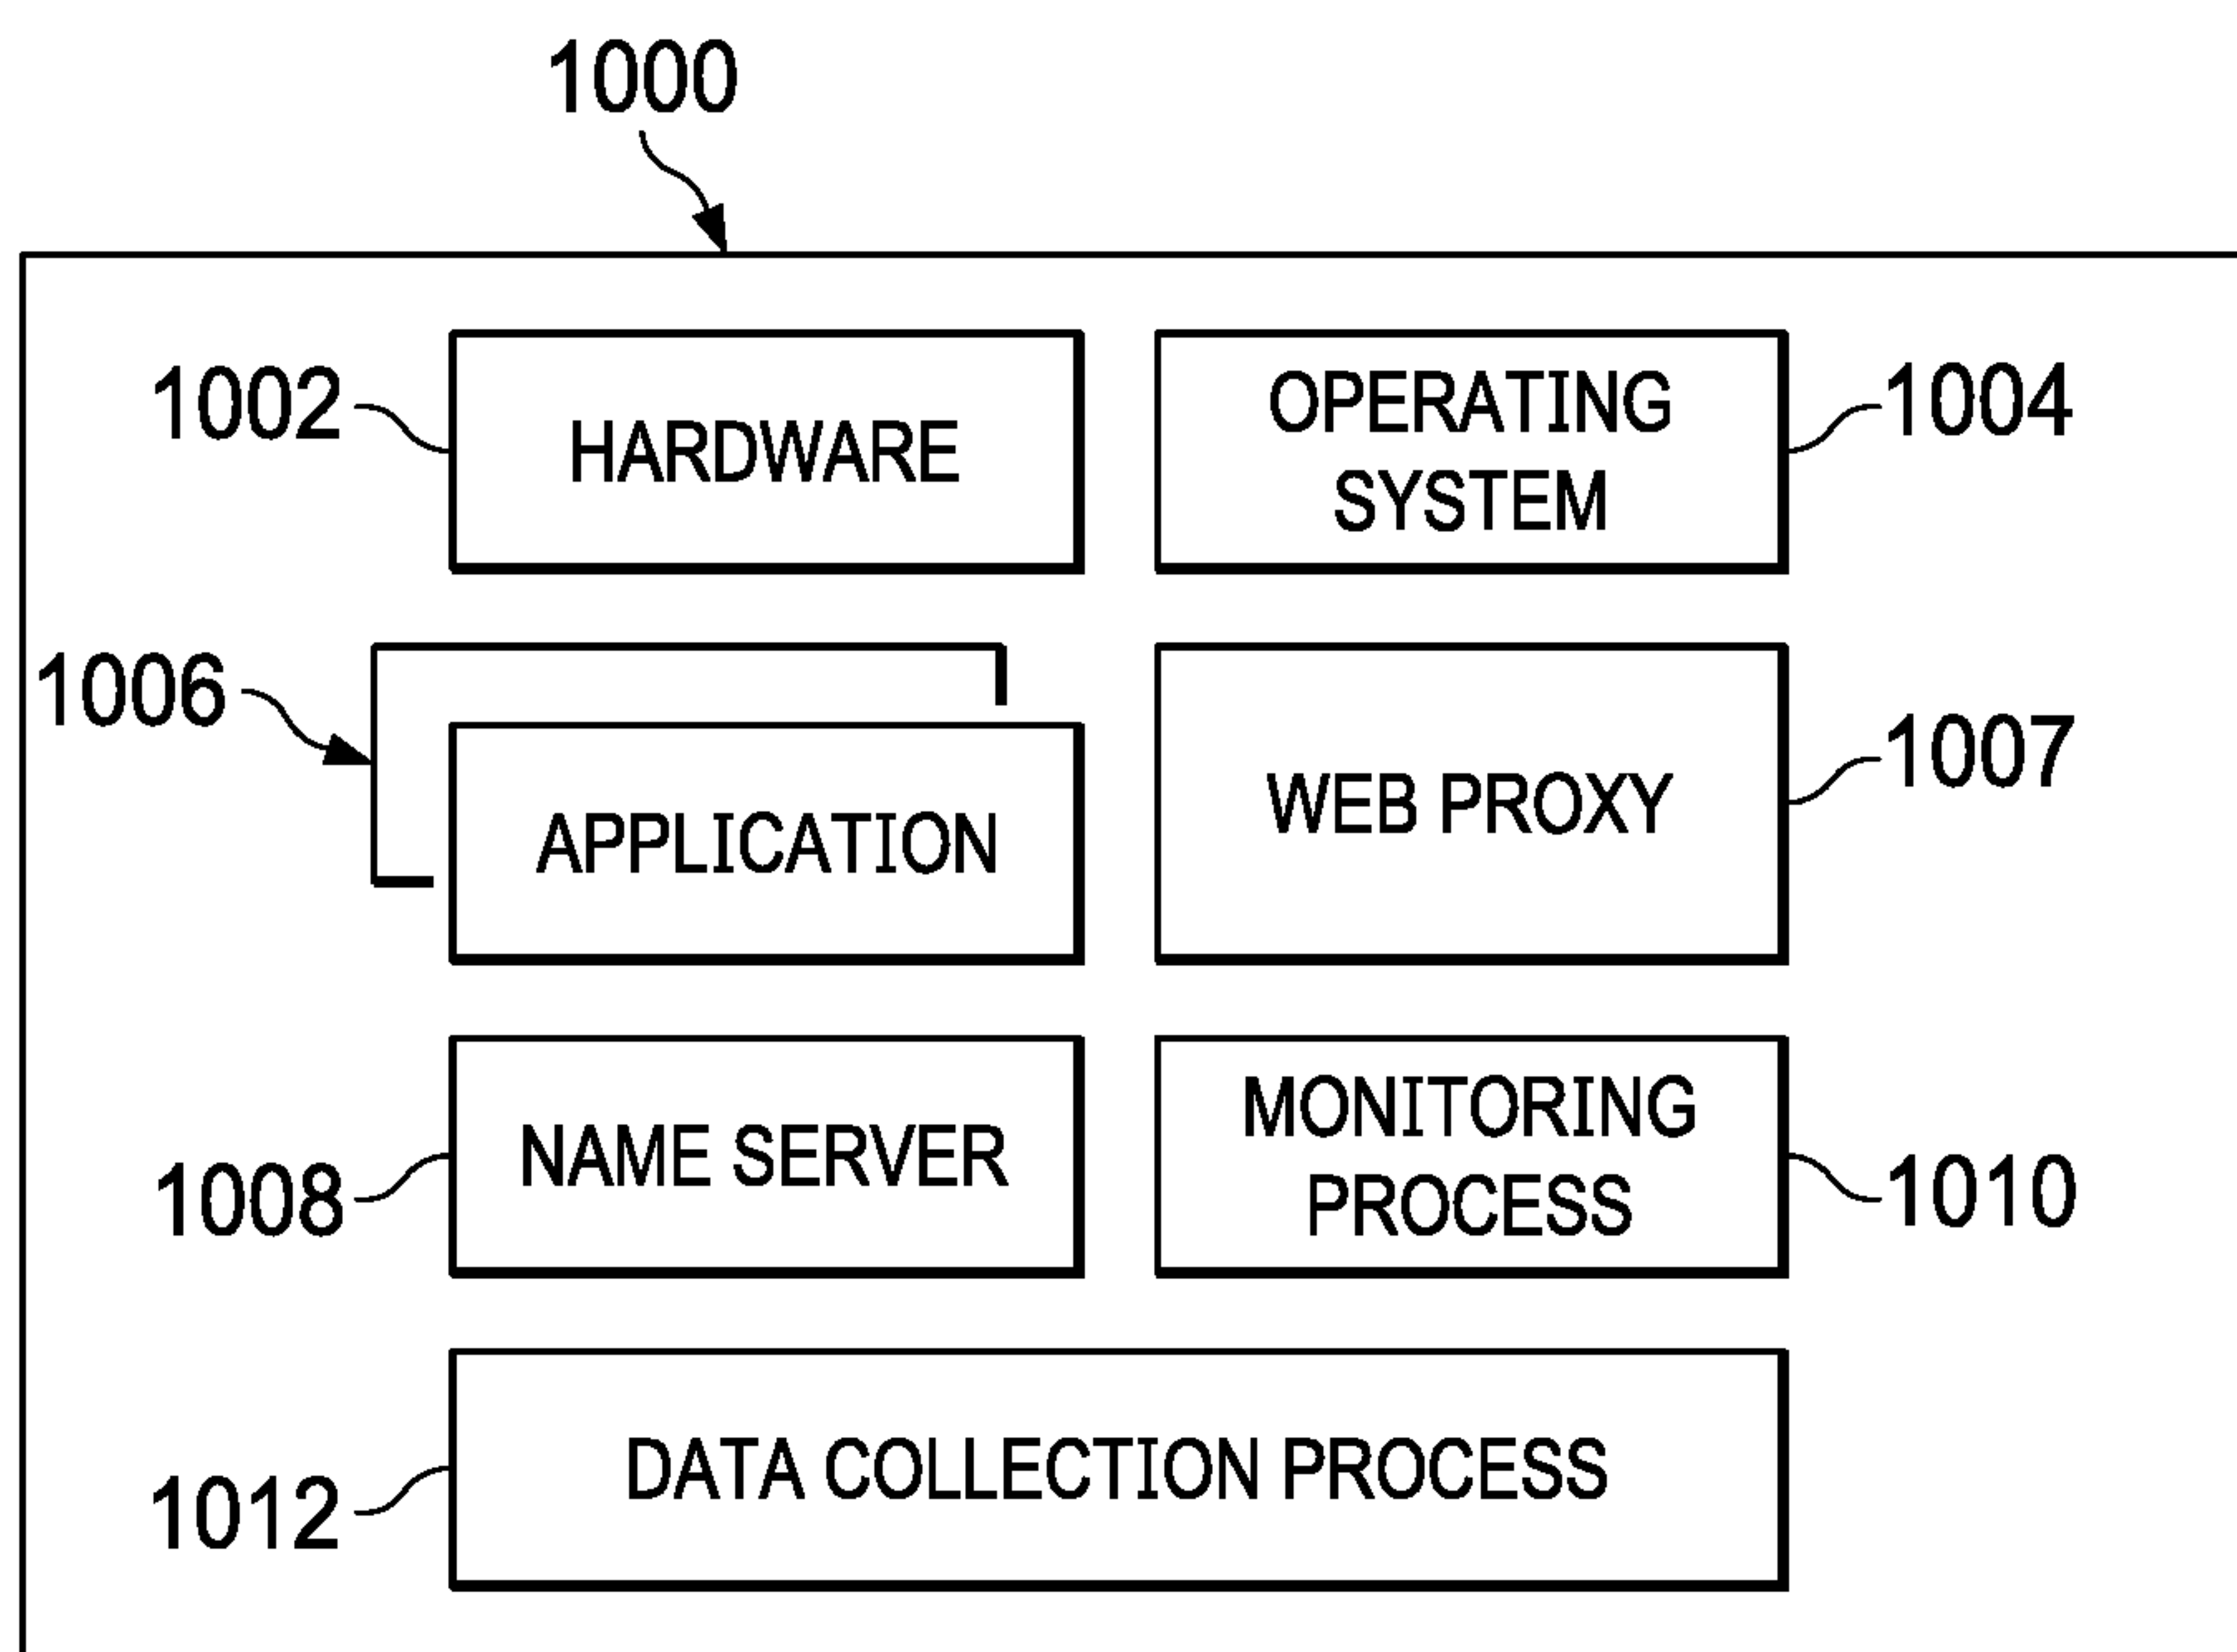 1000
1002
HARDWARE
OPERATING
SYSTEM
1004
1006
APPLICATION
WEB PROXY
1007
1008
NAME SERVER
MONITORING
PROCESS
1010
1012
DATA COLLECTION PROCESS